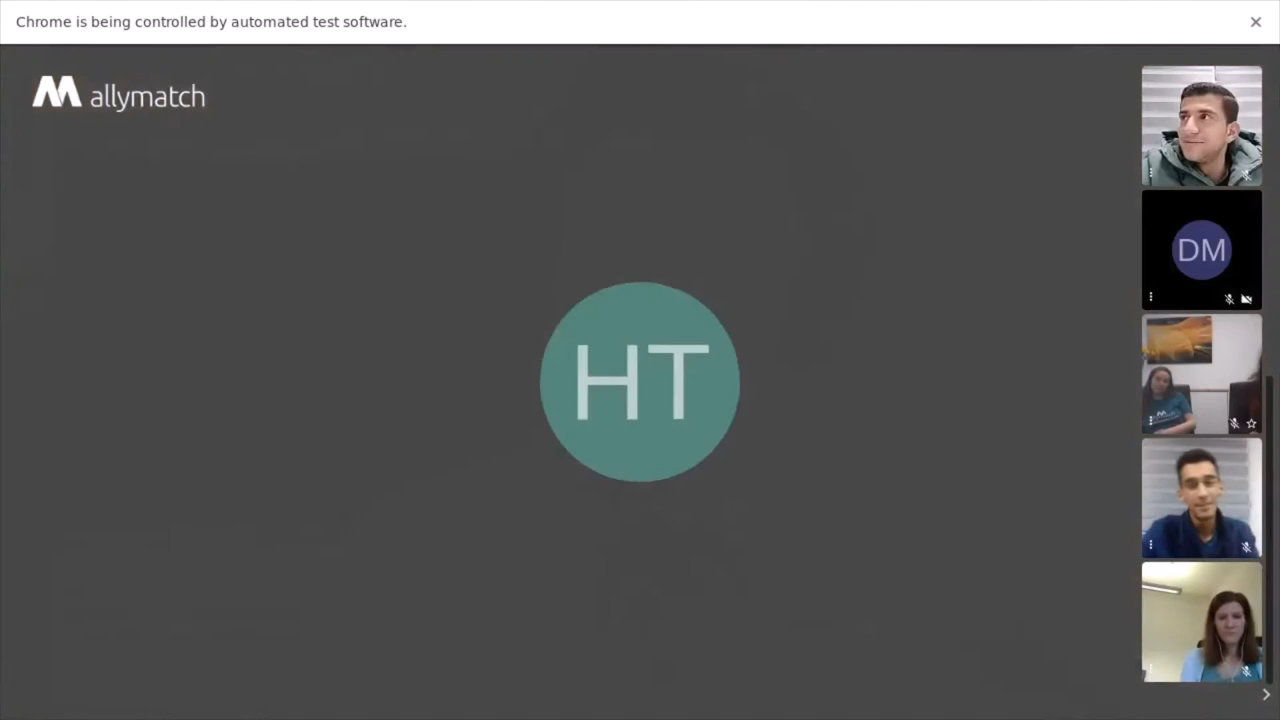 Chrome is being controlled by automated test software.
allymatch
HT
DM